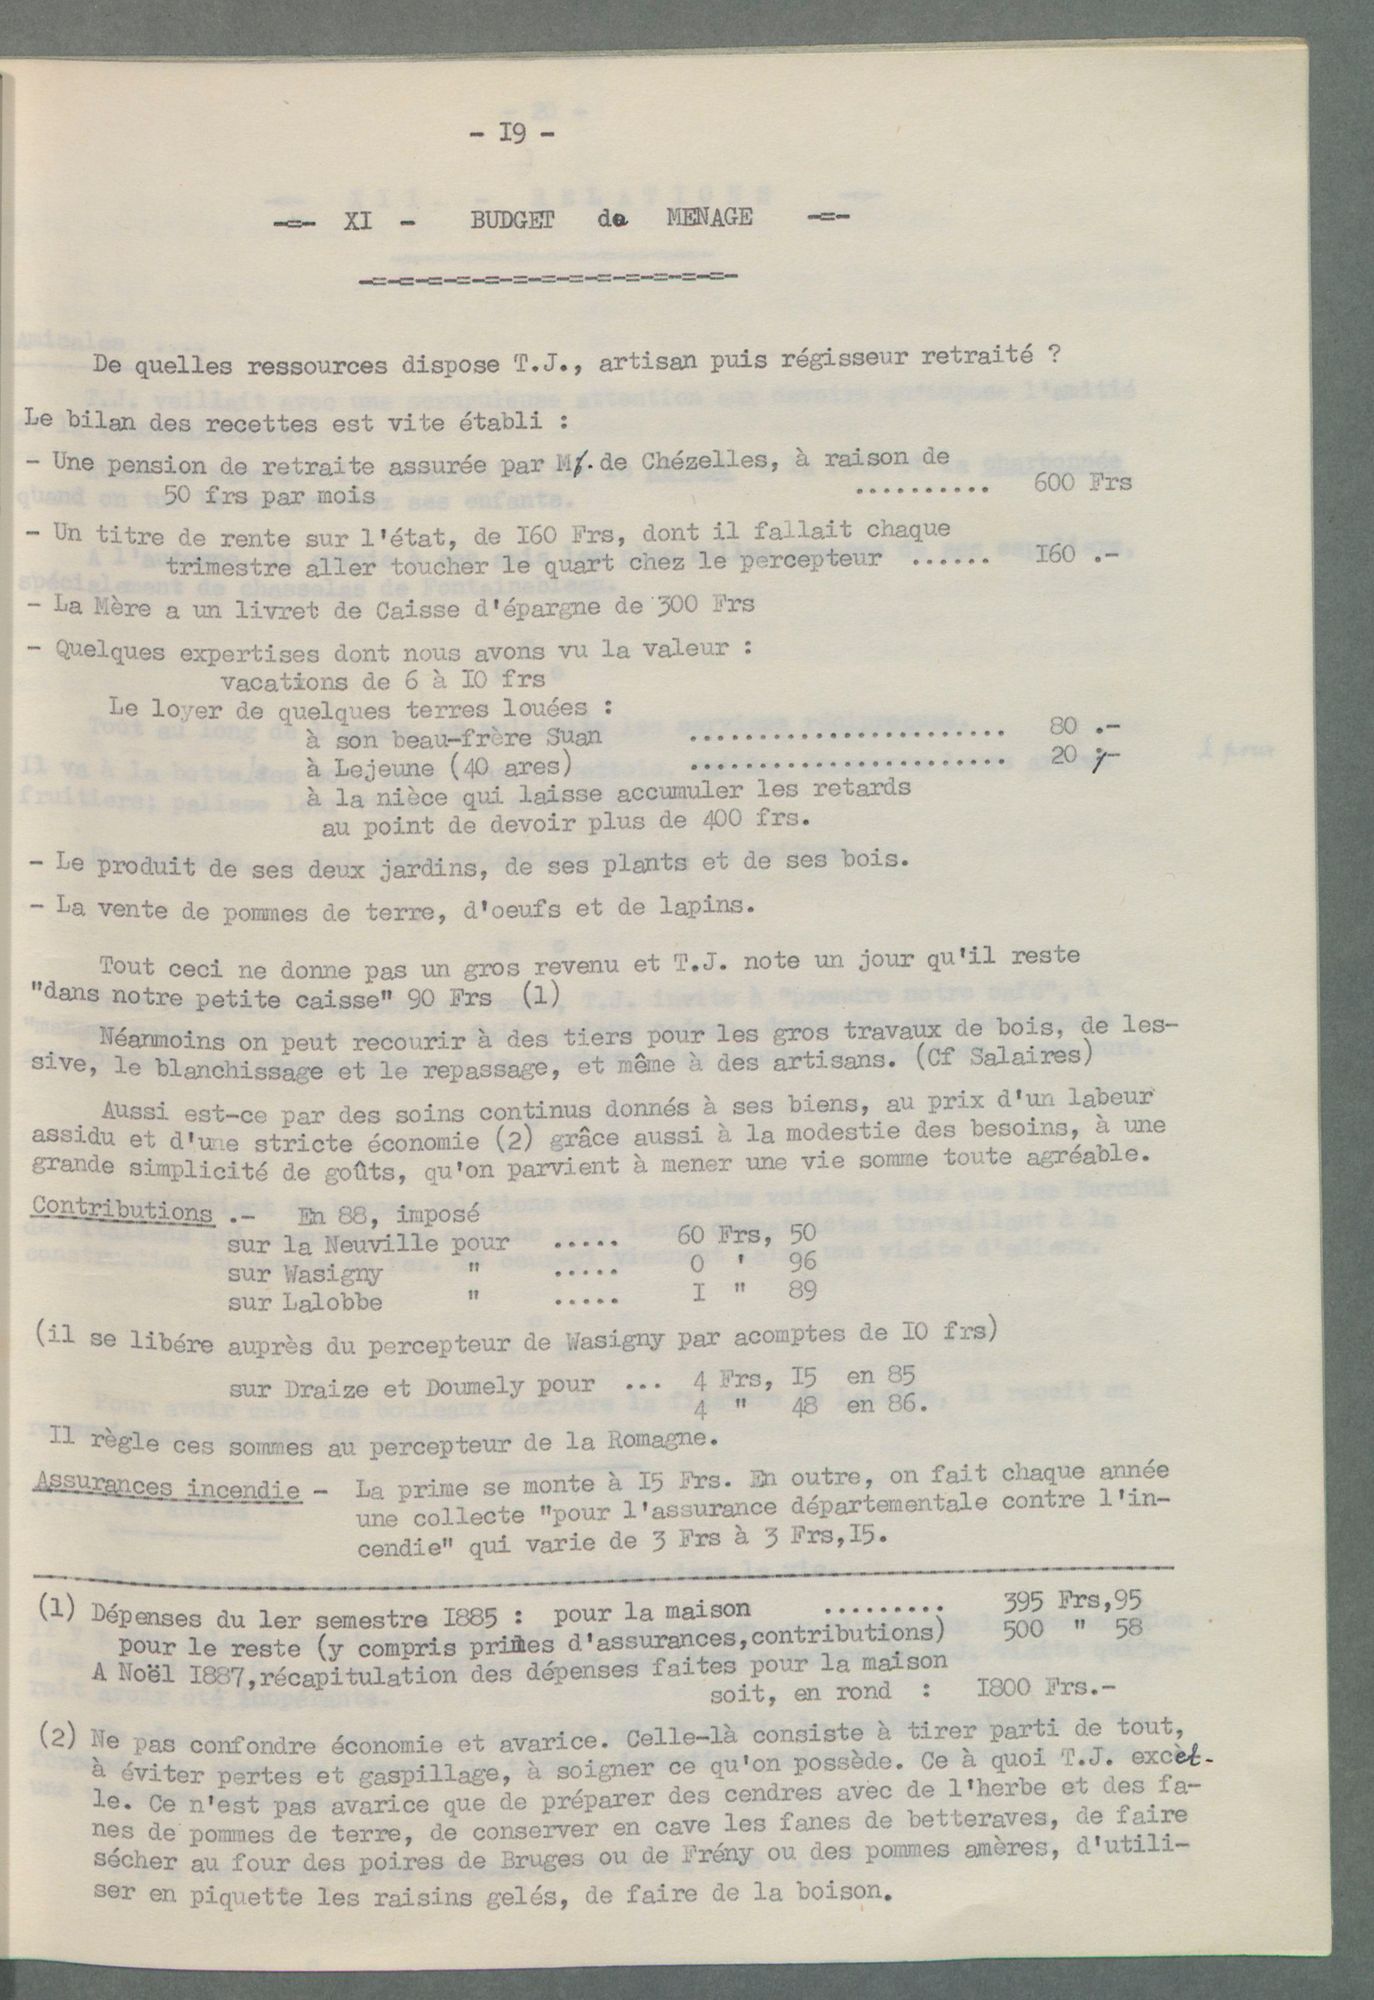 - I9 -
-=- XI - BUDGET de MENAGE -=-
-=-=-=-=-=-=-=-=-=-=-=-=-=-
De quelles ressources dispose T.J., artisan puis régisseur retraité ?
Le bilan des recettes est vite établi :
- Une pension de retraite assurée par M. de Chézelles, à raison de
50 frs par mois .......... 600 Frs
- Un titre de rente sur l'état, de I60 Frs, dont il fallait chaque
trimestre aller toucher le quart chez le percepteur ...... I60 .-
- La Mère a un livret de Caisse d'épargne de 300 Frs
- Quelques expertises dont nous avons vu la valeur :
vacations de 6 à IO frs
Le loyer de quelques terres louées :
à son beau-frère Suan ....................... 80 .-
à Lejeune (40 ares) ....................... 20 .-
à la nièce qui laisse accumuler les retards
au point de devoir plus de 400 frs.
- Le produit de ses deux jardins, de ses plants et de ses bois.
- La vente de pommes de terre, d'oeufs et de lapins.
Tout ceci ne donne pas un gros revenu et T.J. note un jour qu'il reste
"dans notre petite caisse" 90 Frs (l)
Néanmoins on peut recourir à des tiers pour les gros travaux de bois, de les-
sive, le blanchissage et le repassage, et même à des artisans. (Cf Salaires)
Aussi est-ce par des soins continus donnés à ses biens, au prix d'un labeur
assidu et d'une stricte économie (2) grâce aussi à la modestie des besoins, à une
grande simplicité de goûts, qu'on parvient à mener une vie somme toute agréable.
Contributions .- En 88, imposé
sur la Neuville pour ..... 60 Frs, 50
sur Wasigny " ..... O ' 96
sur Lalobbe " ..... I " 89
(il se libére auprès du percepteur de Wasigny par acomptes de IO frs)
sur Draize et Doumely pour ... 4 Frs, I5 en 85
4 " 48 en 86.
Il règle ces sommes au percepteur de la Romagne.
Assurances incendie - La prime se monte à I5 Frs. En outre, on fait chaque année
une collecte "pour l'assurance départementale contre l'in-
cendie" qui varie de 3 Frs à 3 Frs,I5.
(l) Dépenses du ler semestre I885 : pour la maison ......... 395 Frs,95
pour le reste (y compris primes d'assurances,contributions) 500 " 58
A Noël I887,récapitulation des dépenses faites pour la maison
soit, en rond : I800 Frs.-
(2) Ne pas confondre économie et avarice. Celle-là consiste à tirer parti de tout,
à éviter pertes et gaspillage, à soigner ce qu'on possède. Ce à quoi T.J. excel-
le. Ce n'est pas avarice que de préparer des cendres avec de l'herbe et des fa-
nes de pommes de terre, de conserver en cave les fanes de betteraves, de faire
sécher au four des poires de Bruges ou de Frény ou des pommes amères, d'utili-
ser en piquette les raisins gelés, de faire de la boison.